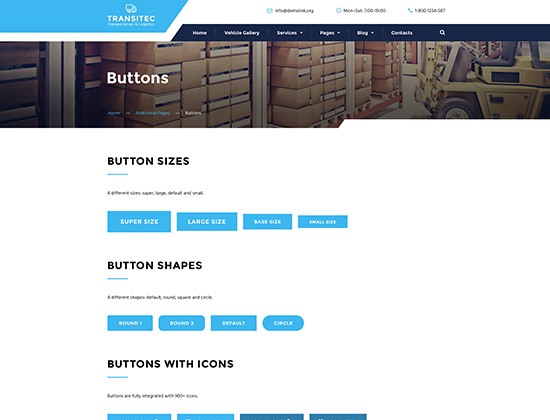 TRANSITEC
Transportation & Logistics
info@demolink.org
Mon–Sat: 7:00–19:00
1-800-1234-567
Home
Vehicle Gallery
Services
Pages
Blog
Contacts
Buttons
Home
Additional Pages
Buttons
BUTTON SIZES
4 different sizes: super, large, default and small.
SUPER SIZE
LARGE SIZE
BASE SIZE
SMALL SIZE
BUTTON SHAPES
4 different shapes: default, round, square and circle.
ROUND 1
ROUND 2
DEFAULT
CIRCLE
BUTTONS WITH ICONS
Buttons are fully integrated with 900+ icons.